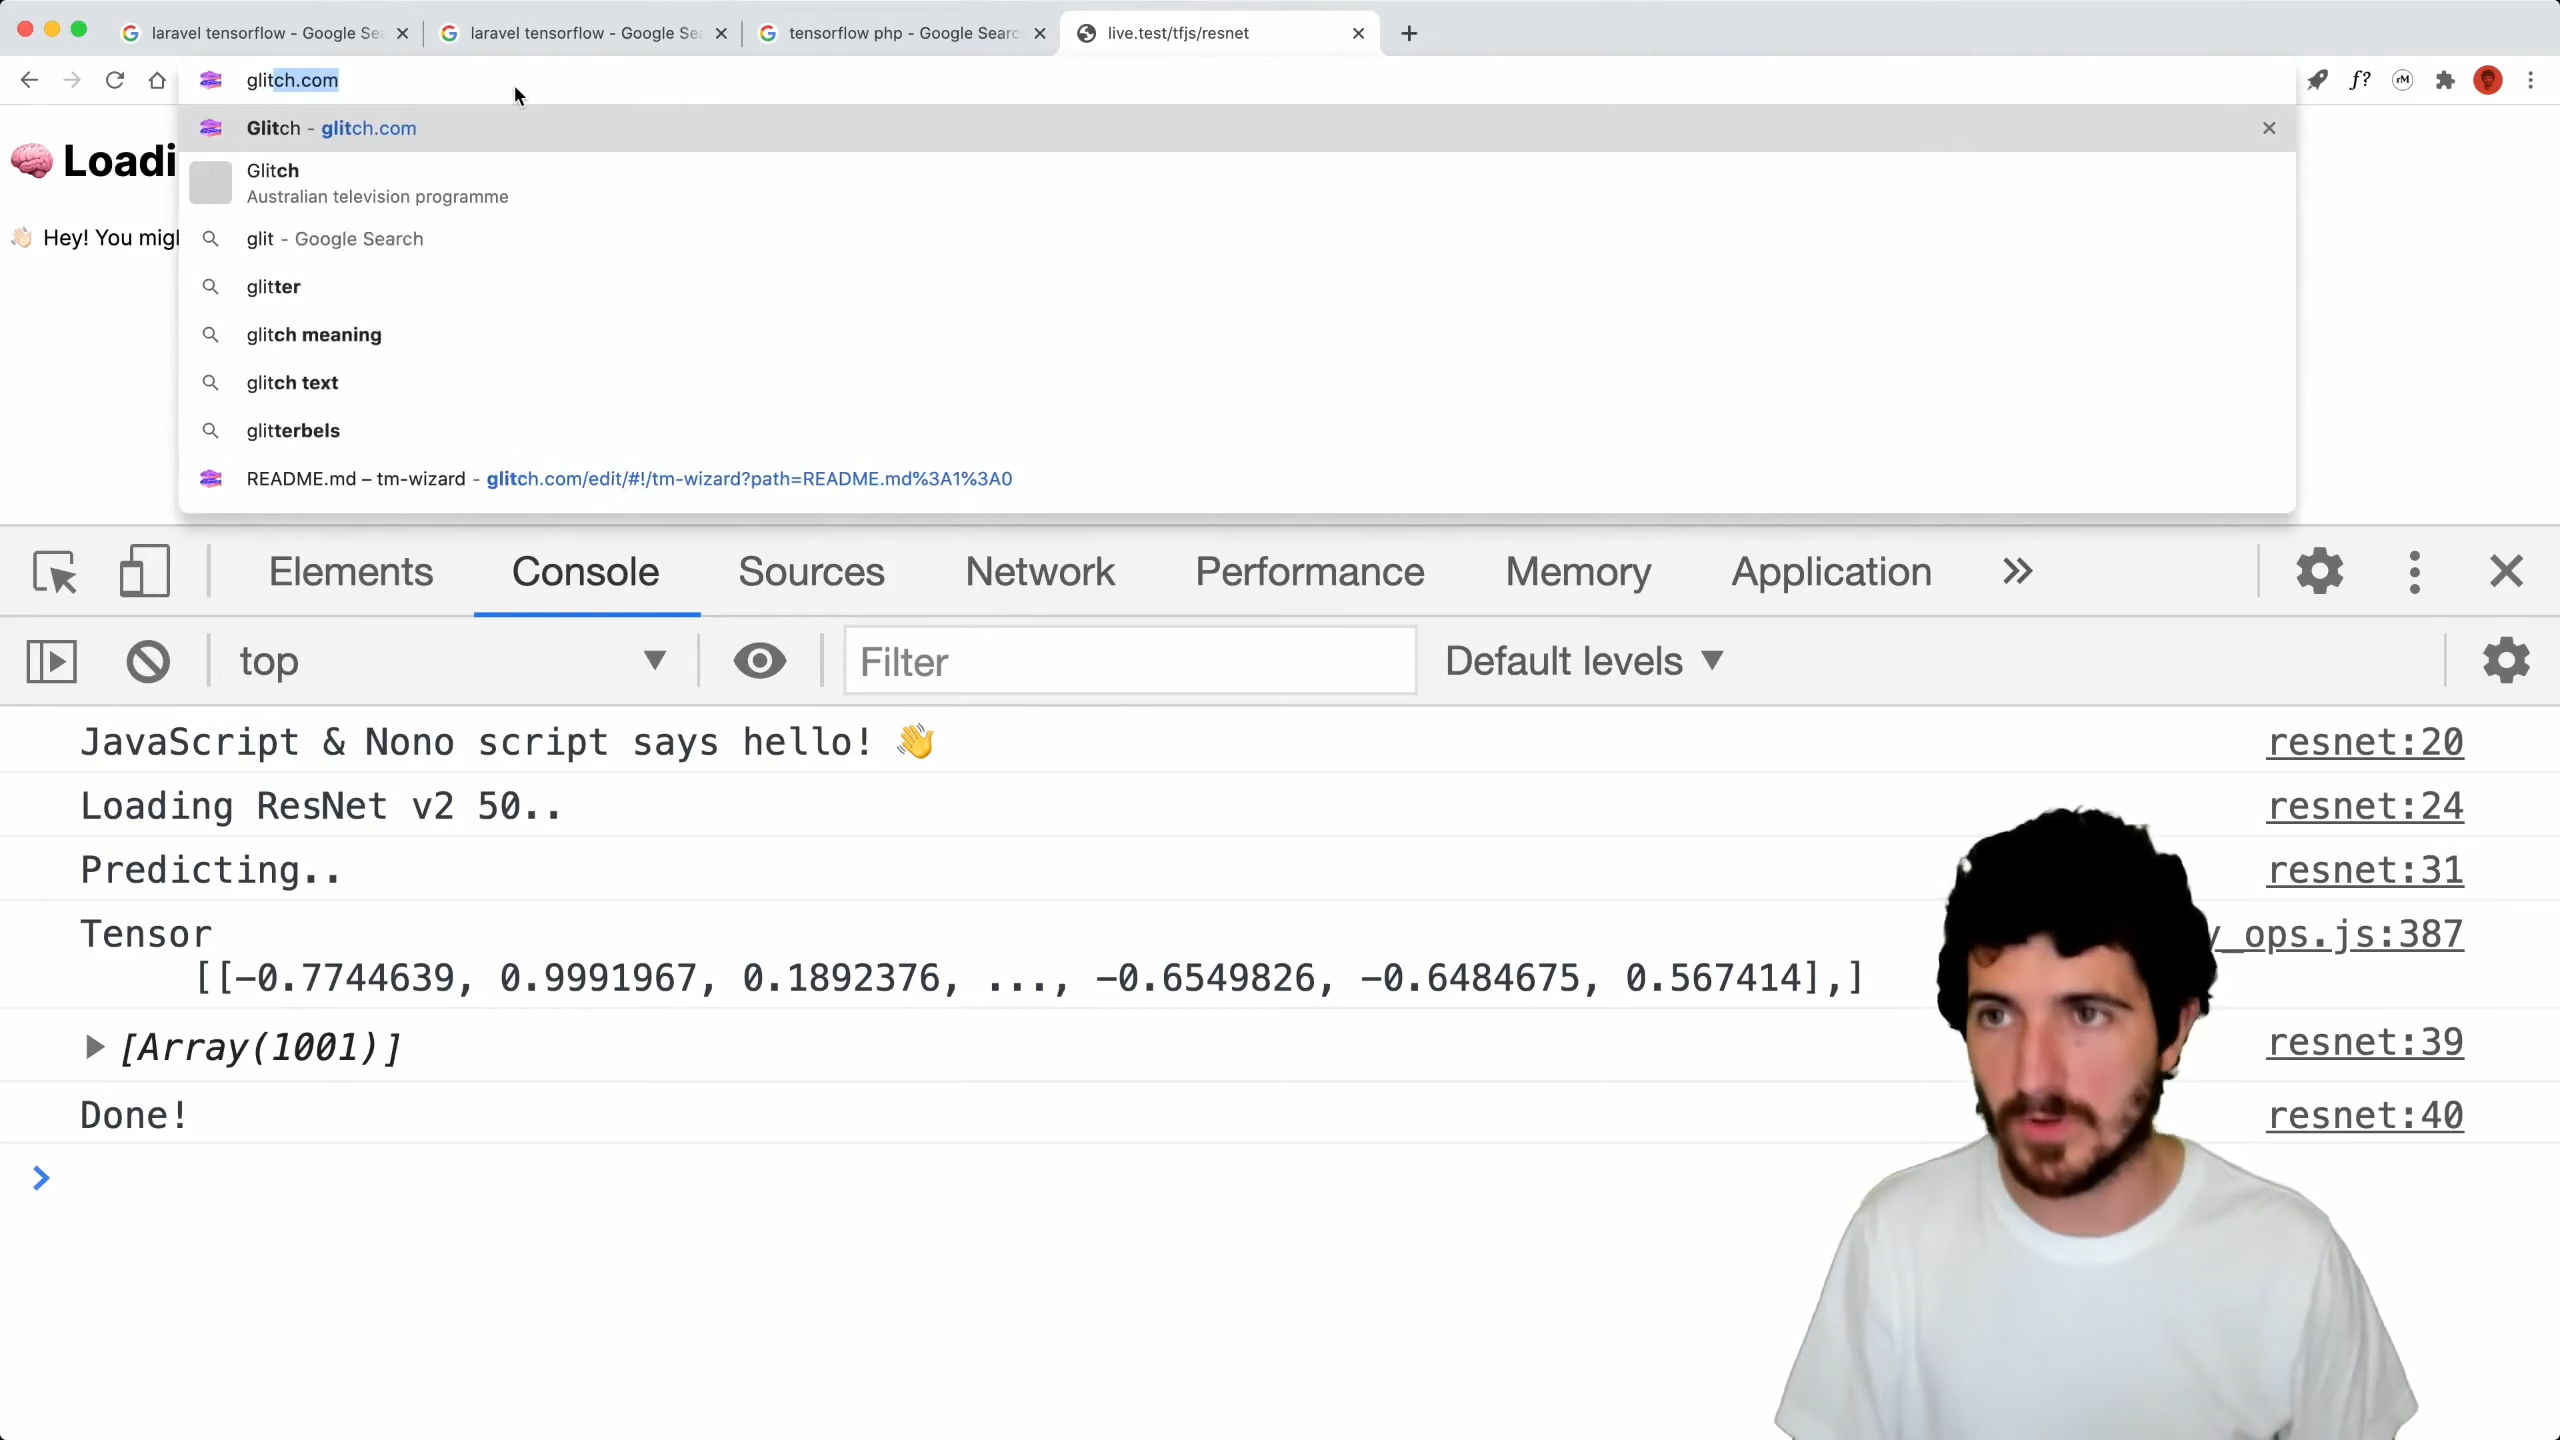 laravel tensorflow - Google Se
laravel tensorflow - Google Se
tensorflow php - Google Searc
live.test/tfjs/resnet
glitch.com
f?
rM
Glitch - glitch.com
Glitch
Australian television programme
glit - Google Search
glitter
glitch meaning
glitch text
glitterbels
README.md – tm-wizard - glitch.com/edit/#!/tm-wizard?path=README.md%3A1%3A0
🧠 Loadi
👋🏻 Hey! You migh
Elements Console Sources Network Performance Memory Application »
top ▼ Filter Default levels ▼
JavaScript & Nono script says hello! 👋 resnet:20
Loading ResNet v2 50.. resnet:24
Predicting.. resnet:31
Tensor y_ops.js:387
[[-0.7744639, 0.9991967, 0.1892376, ..., -0.6549826, -0.6484675, 0.567414],]
▶ [Array(1001)] resnet:39
Done! resnet:40